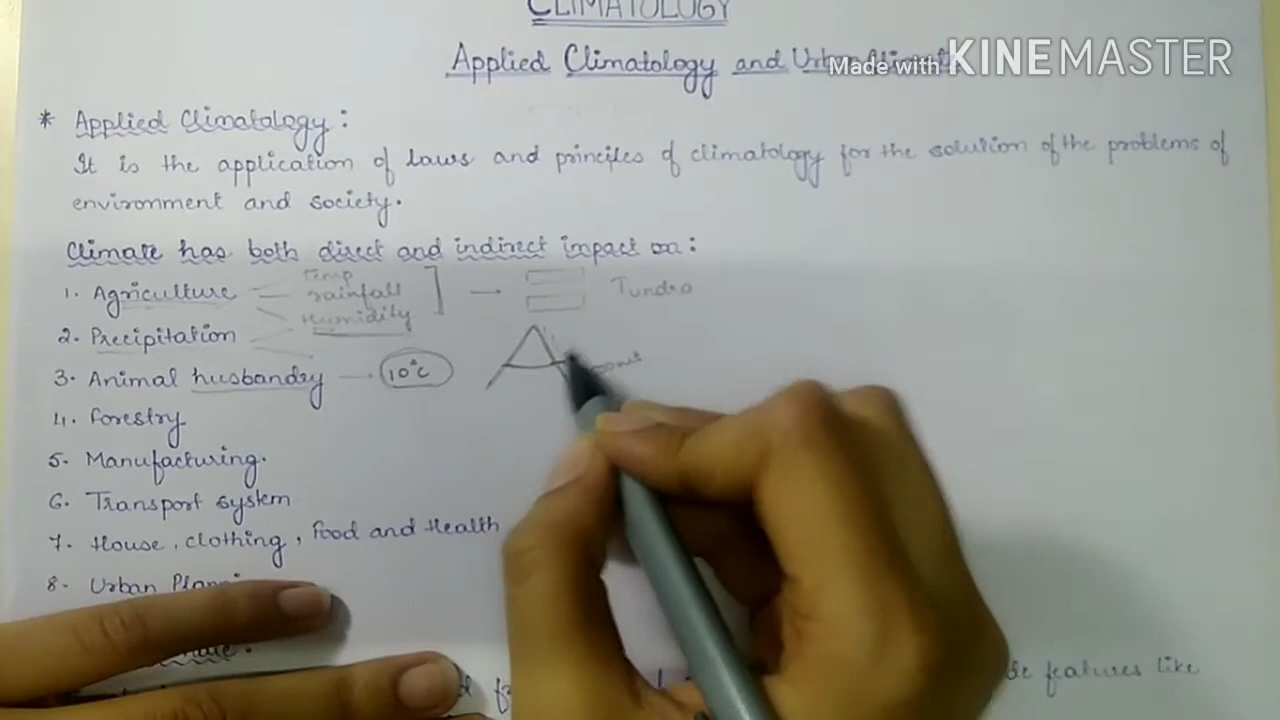 CLIMATOLOGY
Applied Climatology and Urban
Made with KINEMASTER
* Applied Climatology :
It is the application of laws and principles of climatology for the solution of the problems of
environment and society.
Climate has both direct and indirect impact on :
Temp
1. Agriculture rainfall Tundra
Humidity
2. Precipitation
3. Animal husbandry 10°C
4. Forestry
5. Manufacturing.
6. Transport system
7. House, clothing, Food and Health
8. Urban
features like